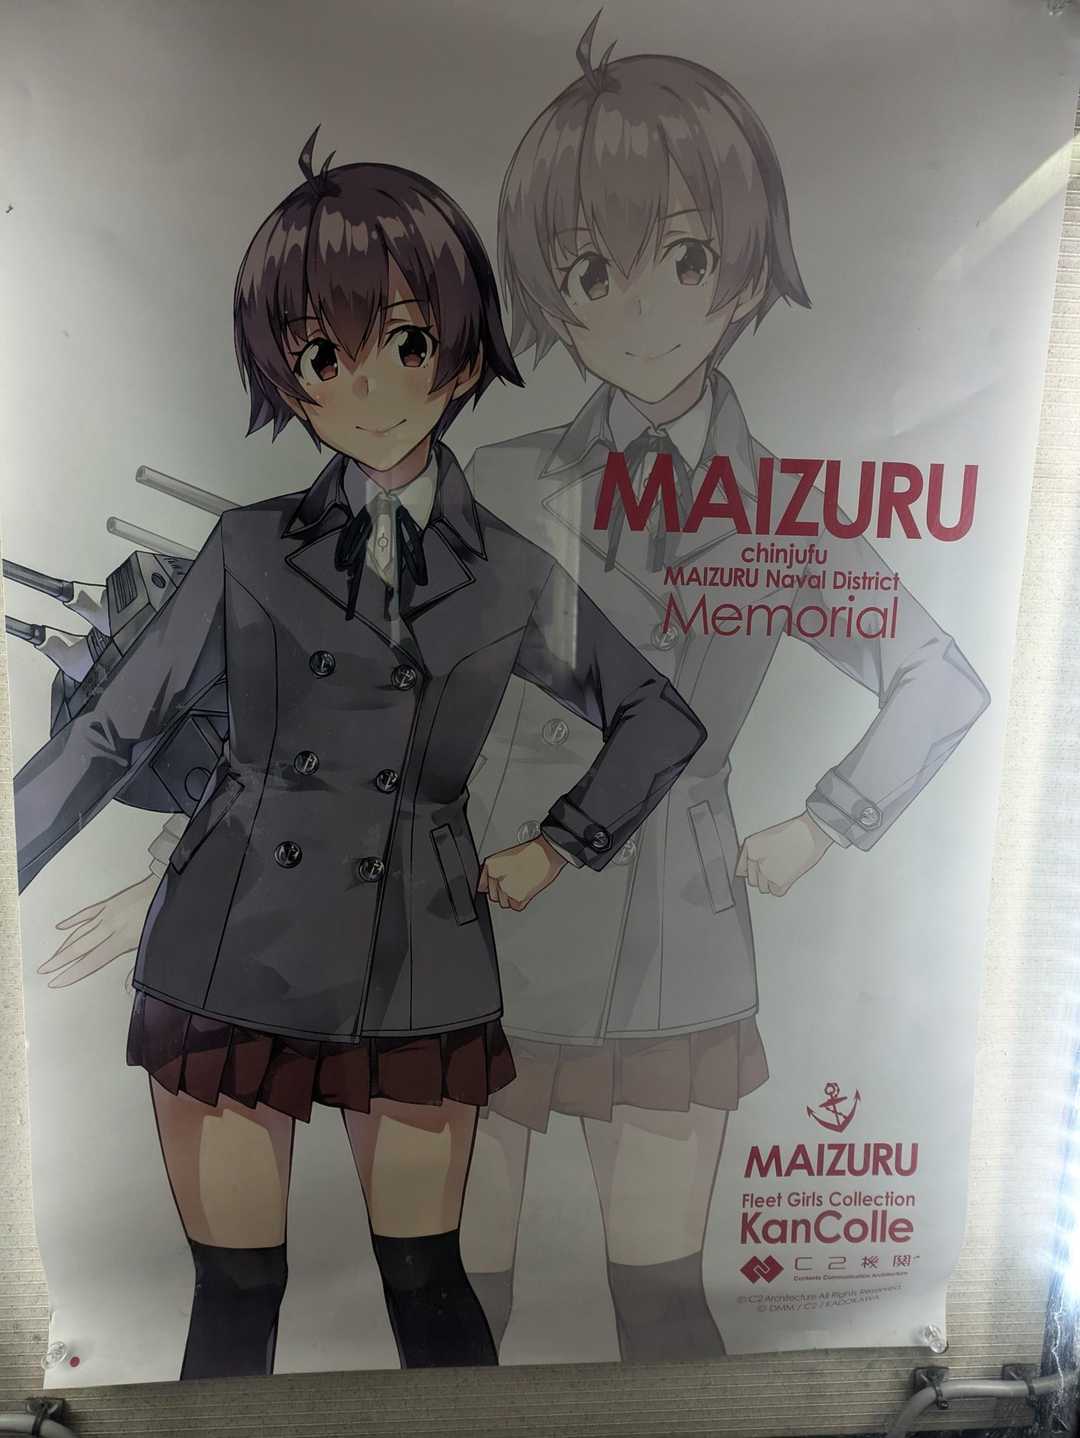 MAIZURU
chinjufu
MAIZURU Naval District
Memorial
MAIZURU
Fleet Girls Collection
KanColle
C2機関
Contents Communication Architecture
© C2 Architecture All Rights Reserved.
© DMM / C2 / KADOKAWA